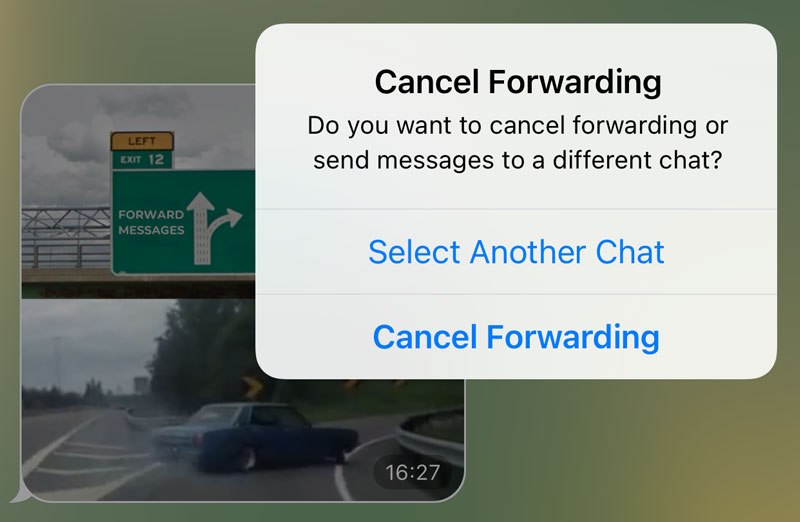 Cancel Forwarding
Do you want to cancel forwarding or
send messages to a different chat?
Select Another Chat
Cancel Forwarding
LEFT
EXIT 12
FORWARD
MESSAGES
16:27